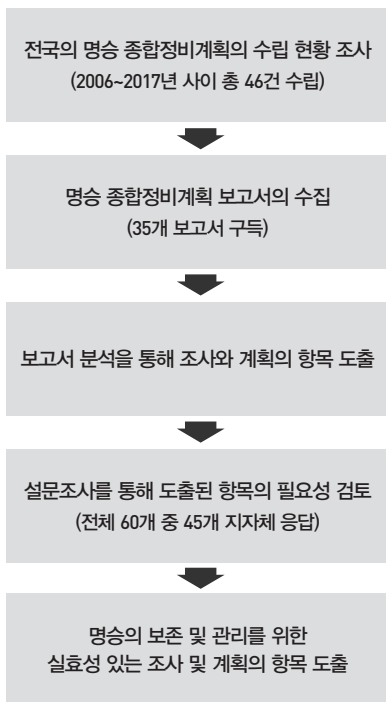 전국의 명승 종합정비계획의 수립 현황 조사
(2006~2017년 사이 총 46건 수립)
명승 종합정비계획 보고서의 수집
(35개 보고서 구득)
보고서 분석을 통해 조사와 계획의 항목 도출
설문조사를 통해 도출된 항목의 필요성 검토
(전체 60개 중 45개 지자체 응답)
명승의 보존 및 관리를 위한
실효성 있는 조사 및 계획의 항목 도출